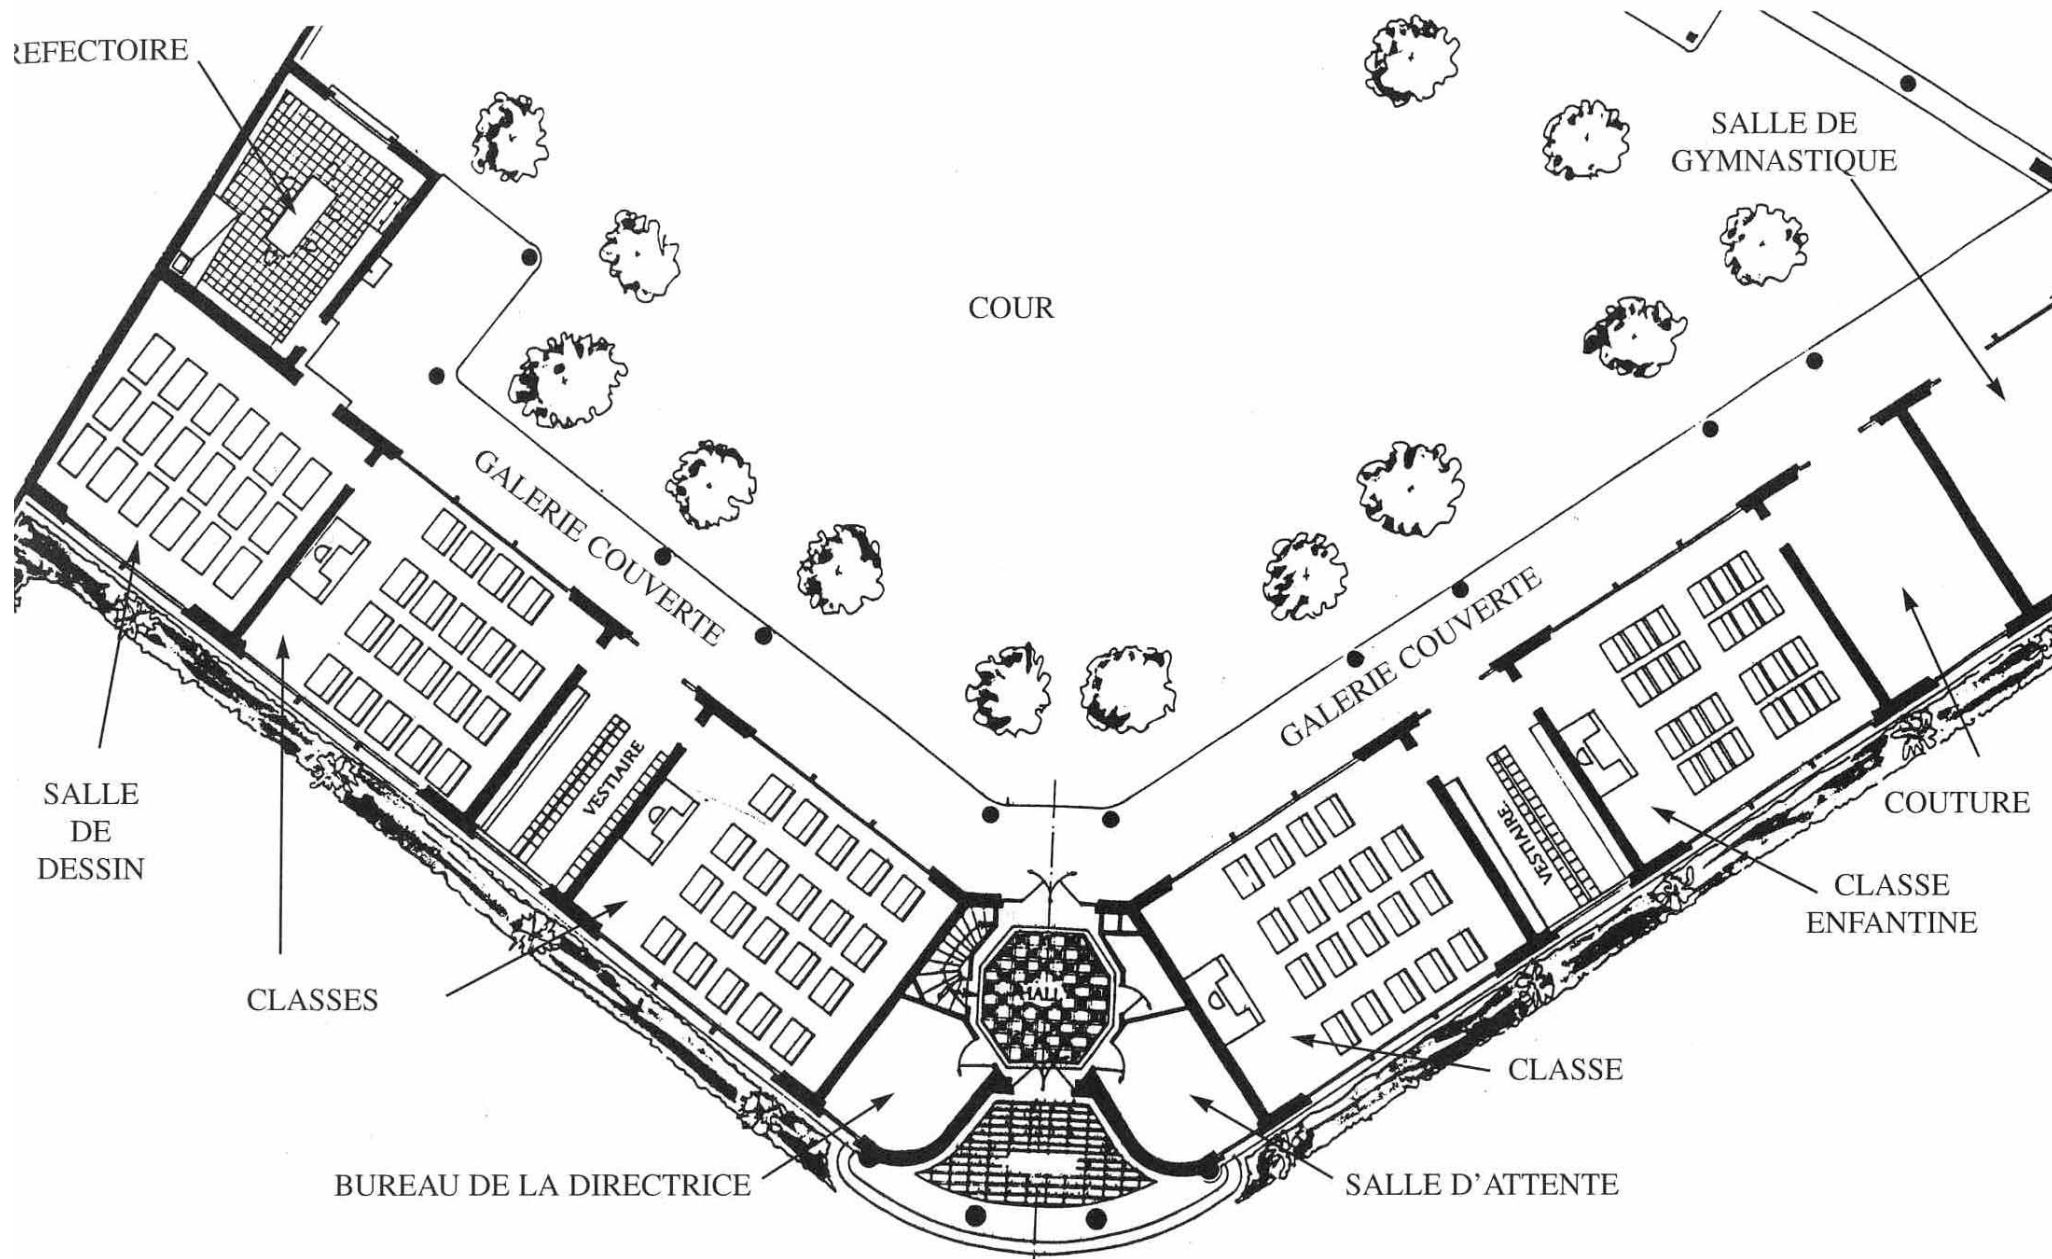 REFECTOIRE
SALLE DE
GYMNASTIQUE
COUR
GALERIE COUVERTE
GALERIE COUVERTE
VESTIAIRE
VESTIAIRE
SALLE
DE
DESSIN
COUTURE
CLASSE
ENFANTINE
CLASSES
HALL
CLASSE
BUREAU DE LA DIRECTRICE
SALLE D'ATTENTE